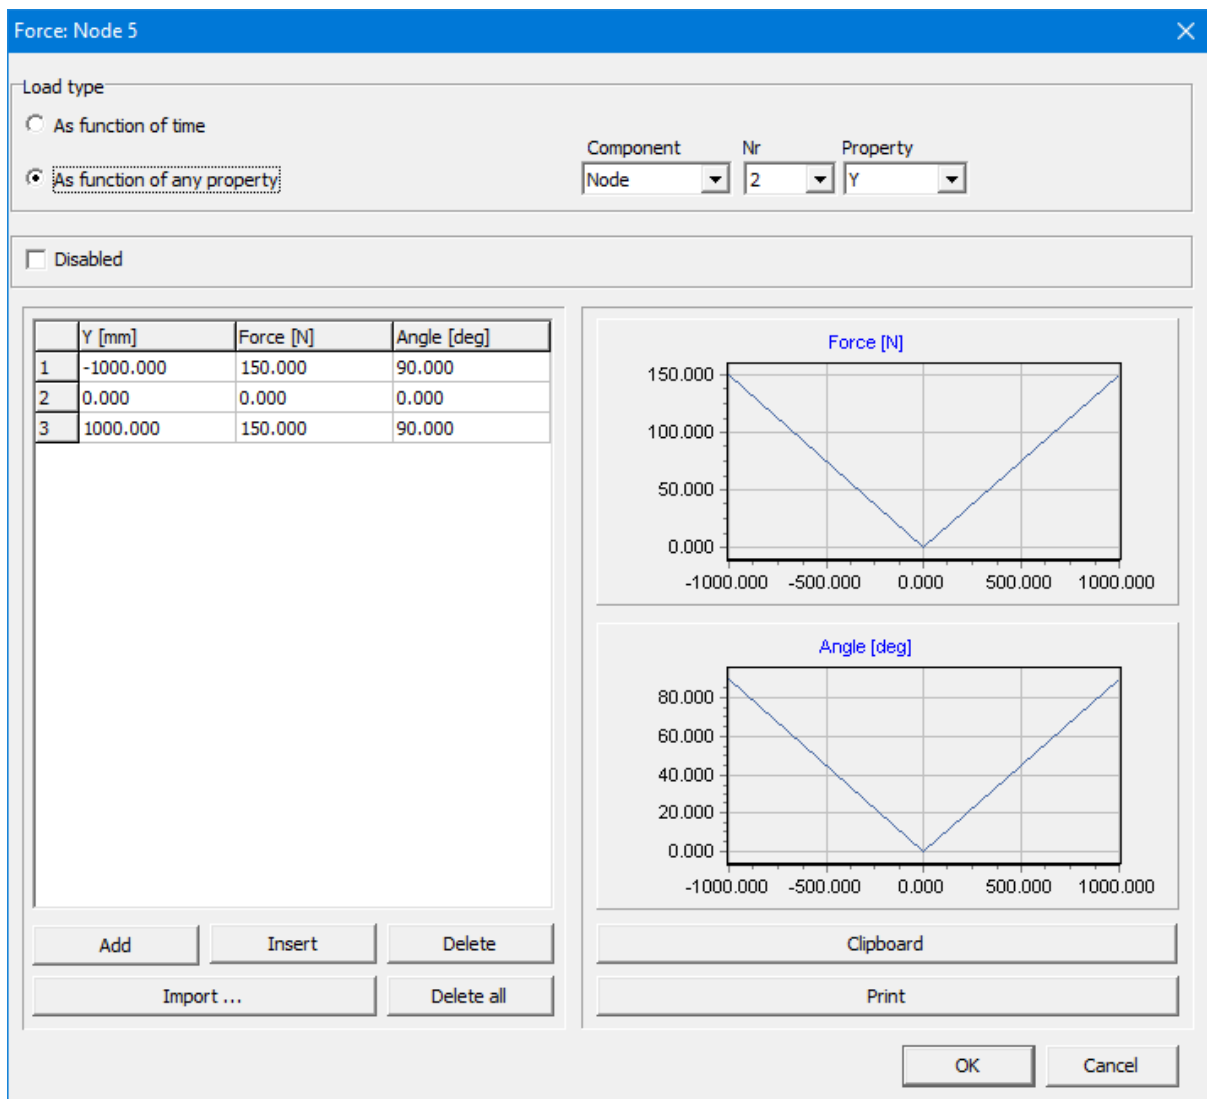 Force: Node 5
Load type
As function of time
Component Nr Property
As function of any property Node 2 Y
Disabled
Y [mm] Force [N] Angle [deg]
1 -1000.000 150.000 90.000
2 0.000 0.000 0.000
3 1000.000 150.000 90.000
Force [N]
150.000
100.000
50.000
0.000
-1000.000 -500.000 0.000 500.000 1000.000
Angle [deg]
80.000
60.000
40.000
20.000
0.000
-1000.000 -500.000 0.000 500.000 1000.000
Add Insert Delete
Import ... Delete all
Clipboard
Print
OK Cancel